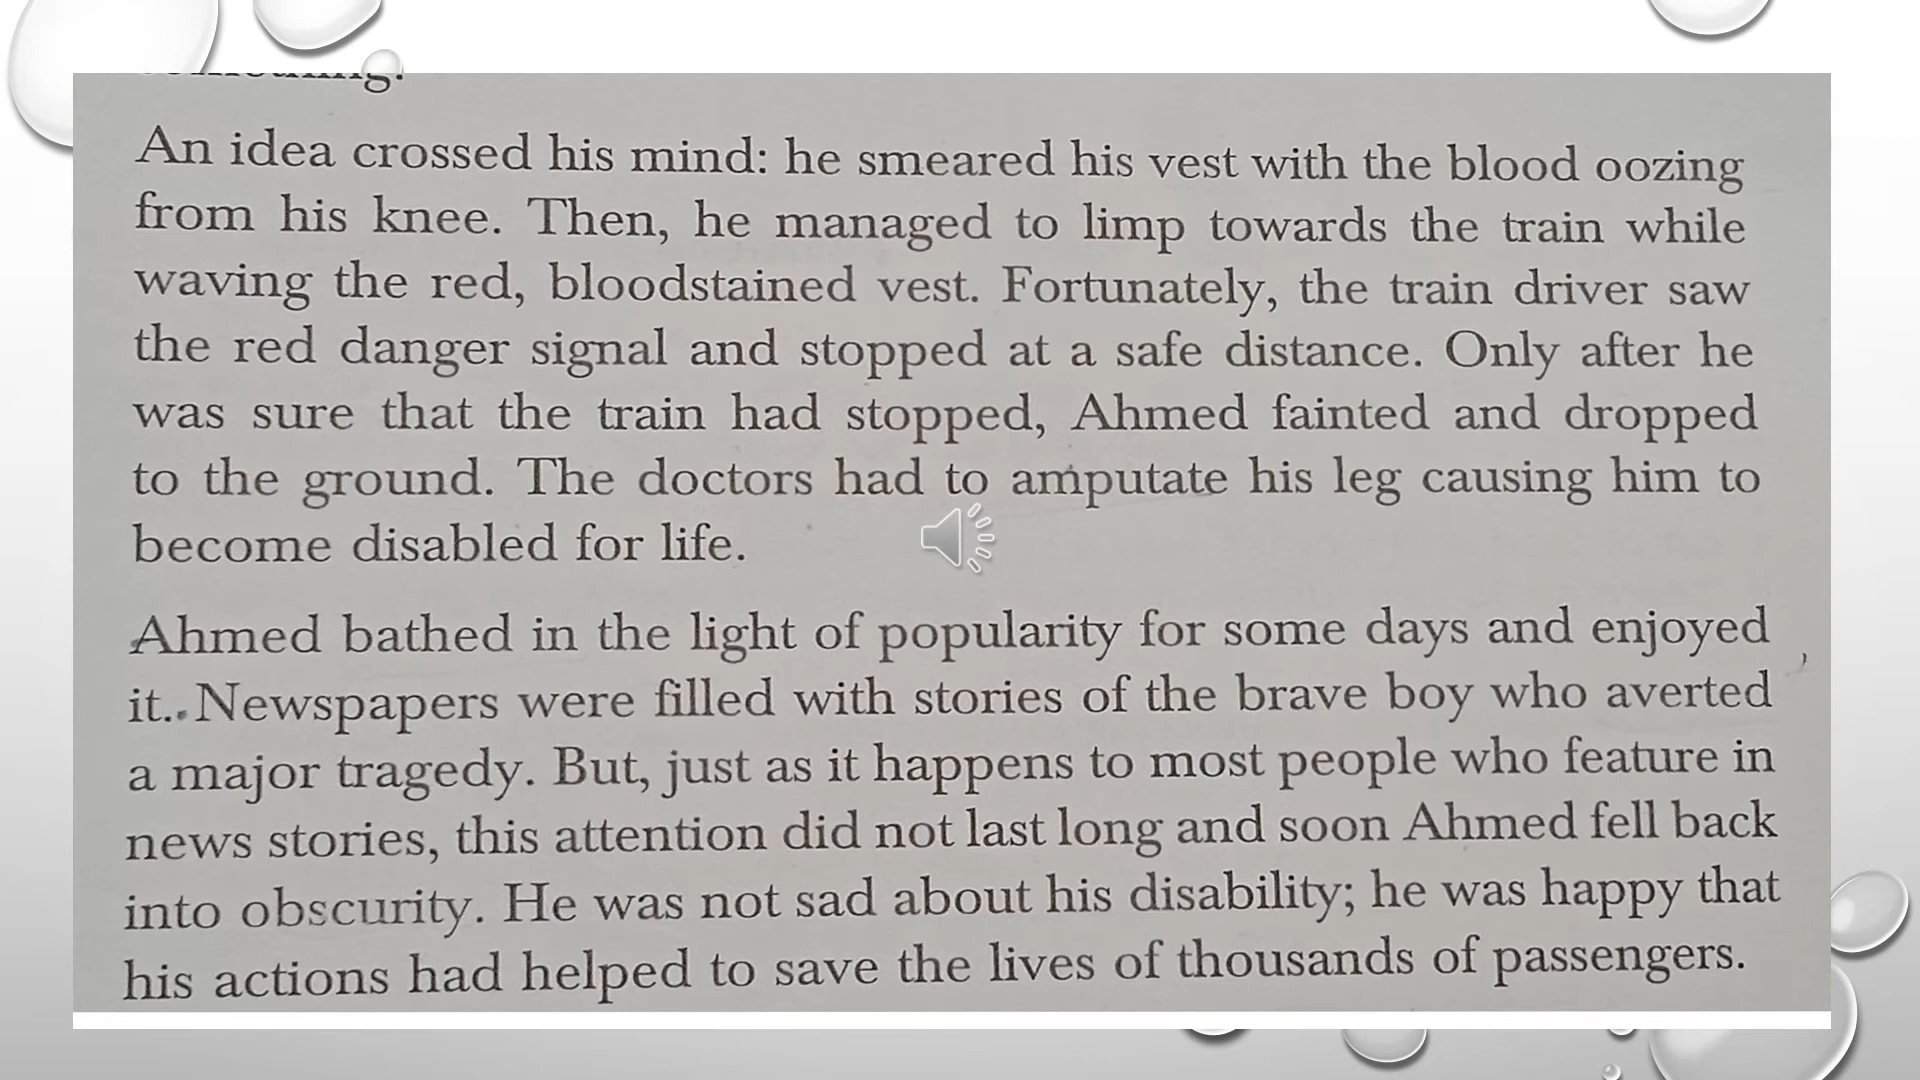 An idea crossed his mind: he smeared his vest with the blood oozing
from his knee. Then, he managed to limp towards the train while
waving the red, bloodstained vest. Fortunately, the train driver saw
the red danger signal and stopped at a safe distance. Only after he
was sure that the train had stopped, Ahmed fainted and dropped
to the ground. The doctors had to amputate his leg causing him to
become disabled for life.
Ahmed bathed in the light of popularity for some days and enjoyed
it. Newspapers were filled with stories of the brave boy who averted
a major tragedy. But, just as it happens to most people who feature in
news stories, this attention did not last long and soon Ahmed fell back
into obscurity. He was not sad about his disability; he was happy that
his actions had helped to save the lives of thousands of passengers.